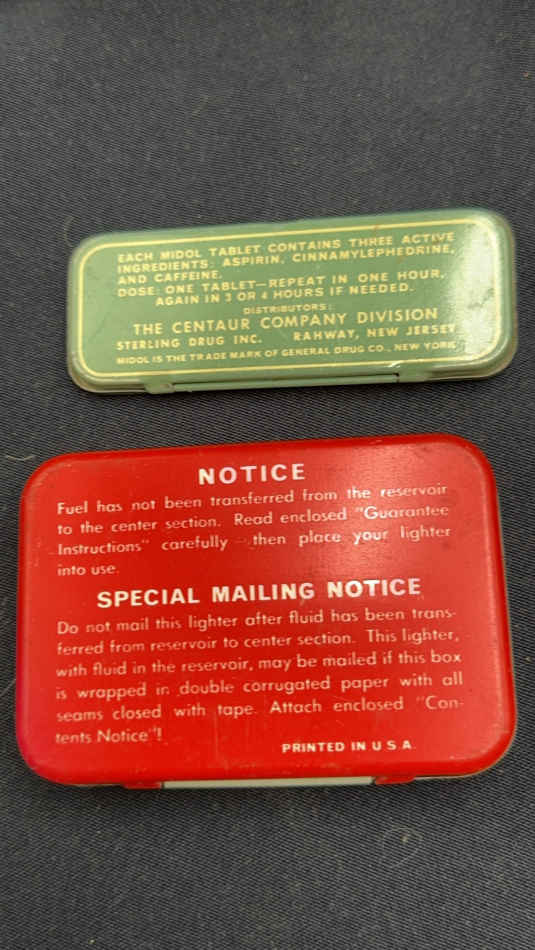 EACH MIDOL TABLET CONTAINS THREE ACTIVE
INGREDIENTS: ASPIRIN, CINNAMYLEPHEDRINE,
AND CAFFEINE.
DOSE: ONE TABLET—REPEAT IN ONE HOUR,
AGAIN IN 3 OR 4 HOURS IF NEEDED.
DISTRIBUTORS:
THE CENTAUR COMPANY DIVISION
STERLING DRUG INC. RAHWAY, NEW JERSEY
MIDOL IS THE TRADE MARK OF GENERAL DRUG CO., NEW YORK
NOTICE
Fuel has not been transferred from the reservoir
to the center section. Read enclosed "Guarantee
Instructions" carefully – then place your lighter
into use.
SPECIAL MAILING NOTICE
Do not mail this lighter after fluid has been trans-
ferred from reservoir to center section. This lighter,
with fluid in the reservoir, may be mailed if this box
is wrapped in double corrugated paper with all
seams closed with tape. Attach enclosed "Con-
tents Notice"!
PRINTED IN U S A.